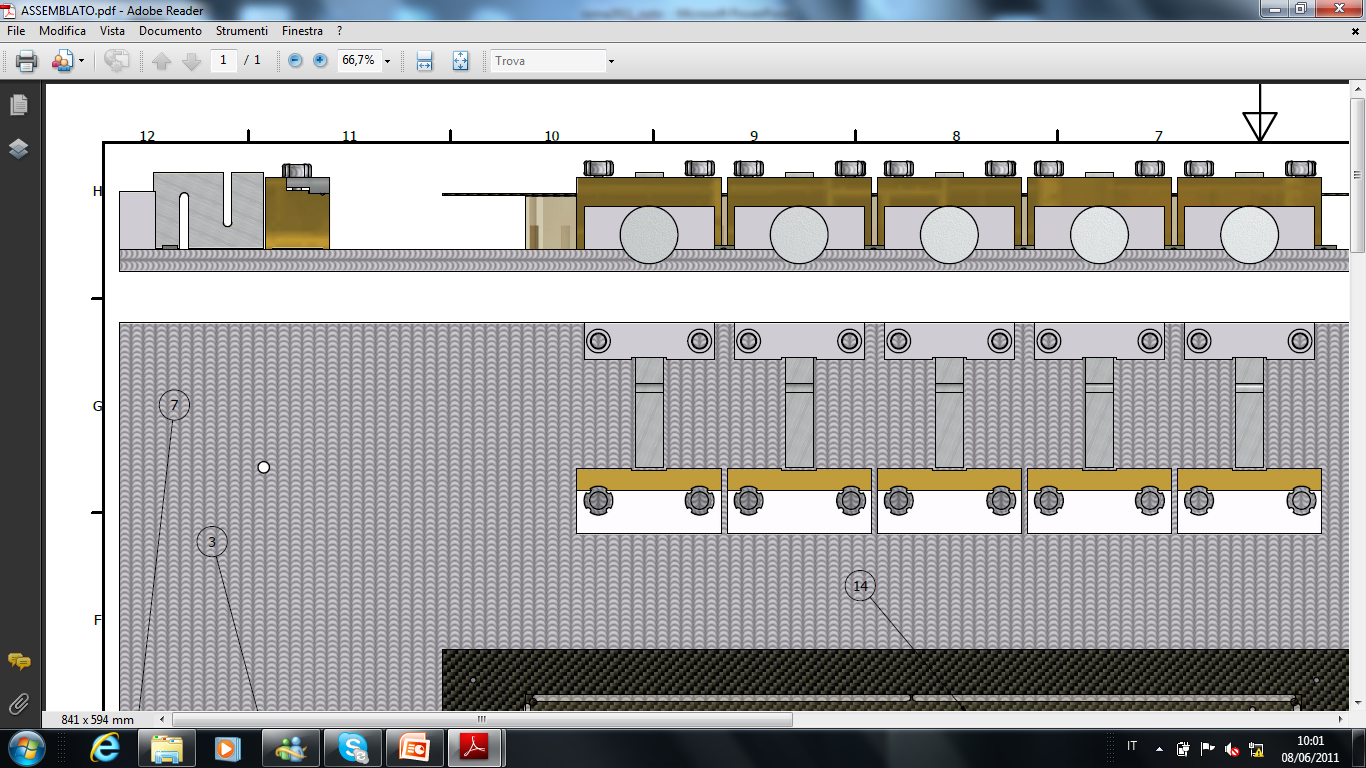 ASSEMBLATO.pdf - Adobe Reader
File Modifica Vista Documento Strumenti Finestra ?
1 / 1 66,7% Trova
12 11 10 9 8 7
H
G
7
3
14
F
841 x 594 mm
IT 10:01
08/06/2011